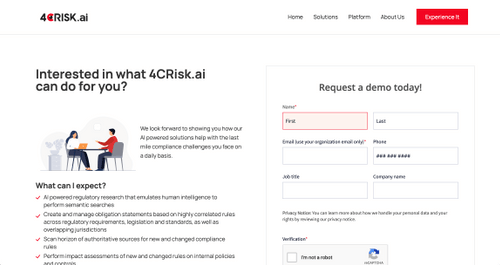 4CRISK.ai
Home Solutions Platform About Us Experience It
Interested in what 4CRisk.ai
can do for you?
We look forward to showing you how our
AI powered solutions help with the last
mile compliance challenges you face on
a daily basis.
What can I expect?
AI powered regulatory research that emulates human intelligence to
perform semantic searches
Create and manage obligation statements based on highly correlated rules
across regulatory requirements, legislation and standards, as well as
overlapping jurisdictions
Scan horizon of authoritative sources for new and changed compliance
rules
Perform impact assessments of new and changed rules on internal policies
and controls
Request a demo today!
Name*
First Last
Email (use your organization email only)* Phone
### ### ####
Job title Company name
Privacy Notice: You can learn more about how we handle your personal data and your
rights by reviewing our privacy notice.
Verification*
I'm not a robot
reCAPTCHA